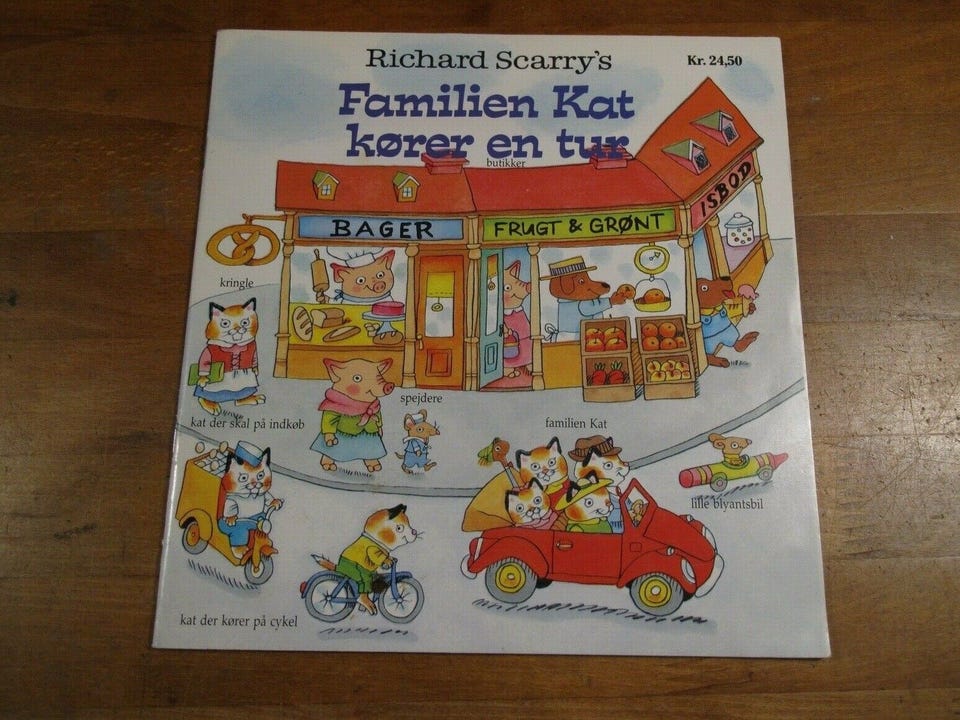 Richard Scarry's
Kr. 24,50
Familien Kat
kører en tur
butikker
BAGER
FRUGT & GRØNT
ISBOD
kringle
spejdere
kat der skal på indkøb
familien Kat
lille blyantsbil
kat der kører på cykel